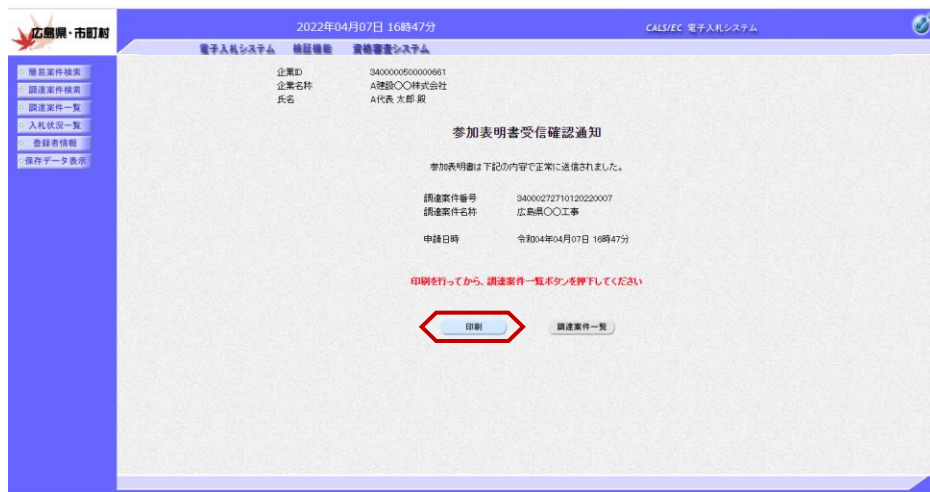 広島県・市町村
2022年04月07日 16時47分
CALS/EC 電子入札システム
電子入札システム 検証機能 資格審査システム
簡易案件検索
調達案件検索
調達案件一覧
入札状況一覧
登録者情報
保存データ表示
企業ID 3400000500000661
企業名称 A建設〇〇株式会社
氏名 A代表 太郎 殿
参加表明書受信確認通知
参加表明書は下記の内容で正常に送信されました。
調達案件番号 34000272710120220007
調達案件名称 広島県〇〇工事
申請日時 令和04年04月07日 16時47分
印刷を行ってから、調達案件一覧ボタンを押下してください
印刷 調達案件一覧